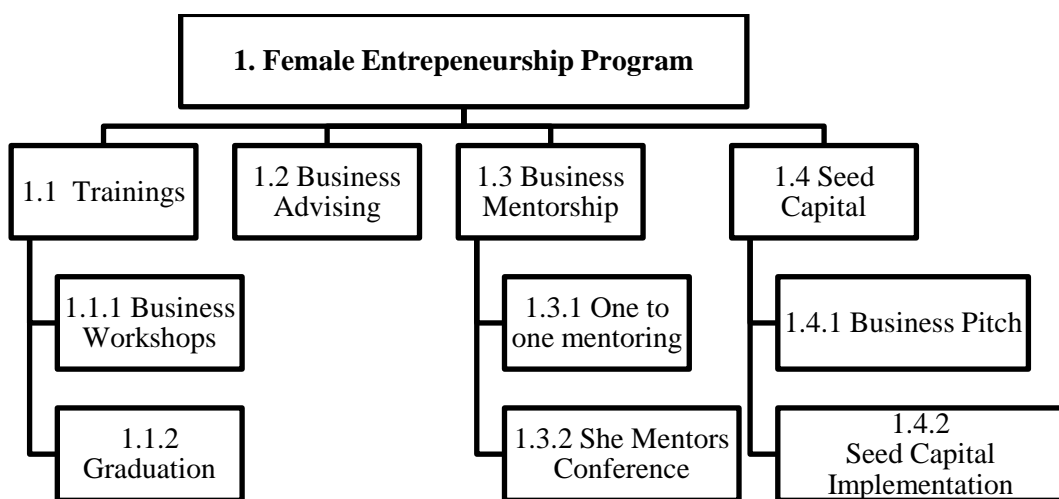 1. Female Entrepeneurship Program
1.1 Trainings
1.2 Business
Advising
1.3 Business
Mentorship
1.4 Seed
Capital
1.1.1 Business
Workshops
1.3.1 One to
one mentoring
1.4.1 Business Pitch
1.1.2
Graduation
1.3.2 She Mentors
Conference
1.4.2
Seed Capital
Implementation